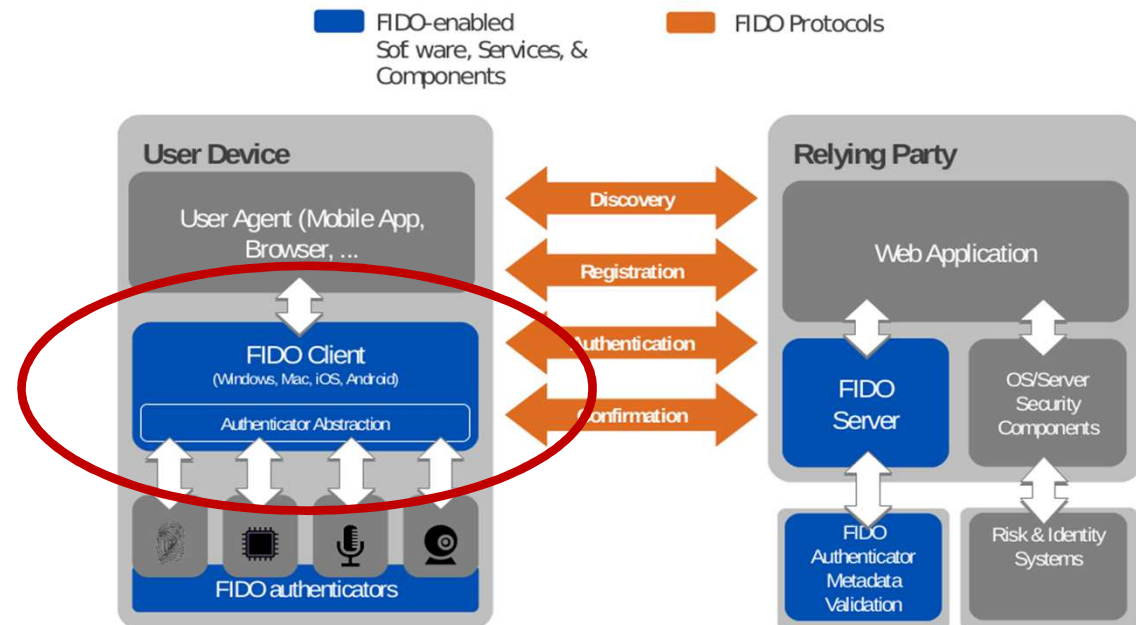 FIDO-enabled
Sof ware, Services, &
Components
FIDO Protocols
User Device
User Agent (Mobile App,
Browser, ...
FIDO Client
(Windows, Mac, iOS, Android)
Authenticator Abstraction
FIDO authenticators
Discovery
Registration
Authentication
Confirmation
Relying Party
Web Application
FIDO
Server
OS/Server
Security
Components
FIDO
Authenticator
Metadata
Validation
Risk & Identity
Systems